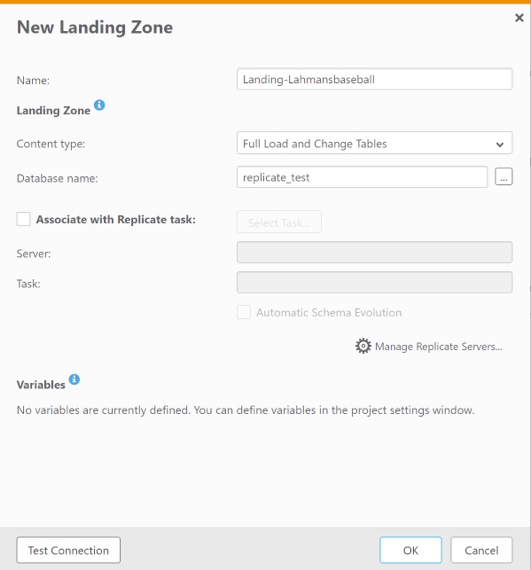 New Landing Zone
Name: Landing-Lahmansbaseball
Landing Zone
Content type: Full Load and Change Tables
Database name: replicate_test ...
Associate with Replicate task: Select Task...
Server:
Task:
Automatic Schema Evolution
Manage Replicate Servers...
Variables
No variables are currently defined. You can define variables in the project settings window.
Test Connection OK Cancel